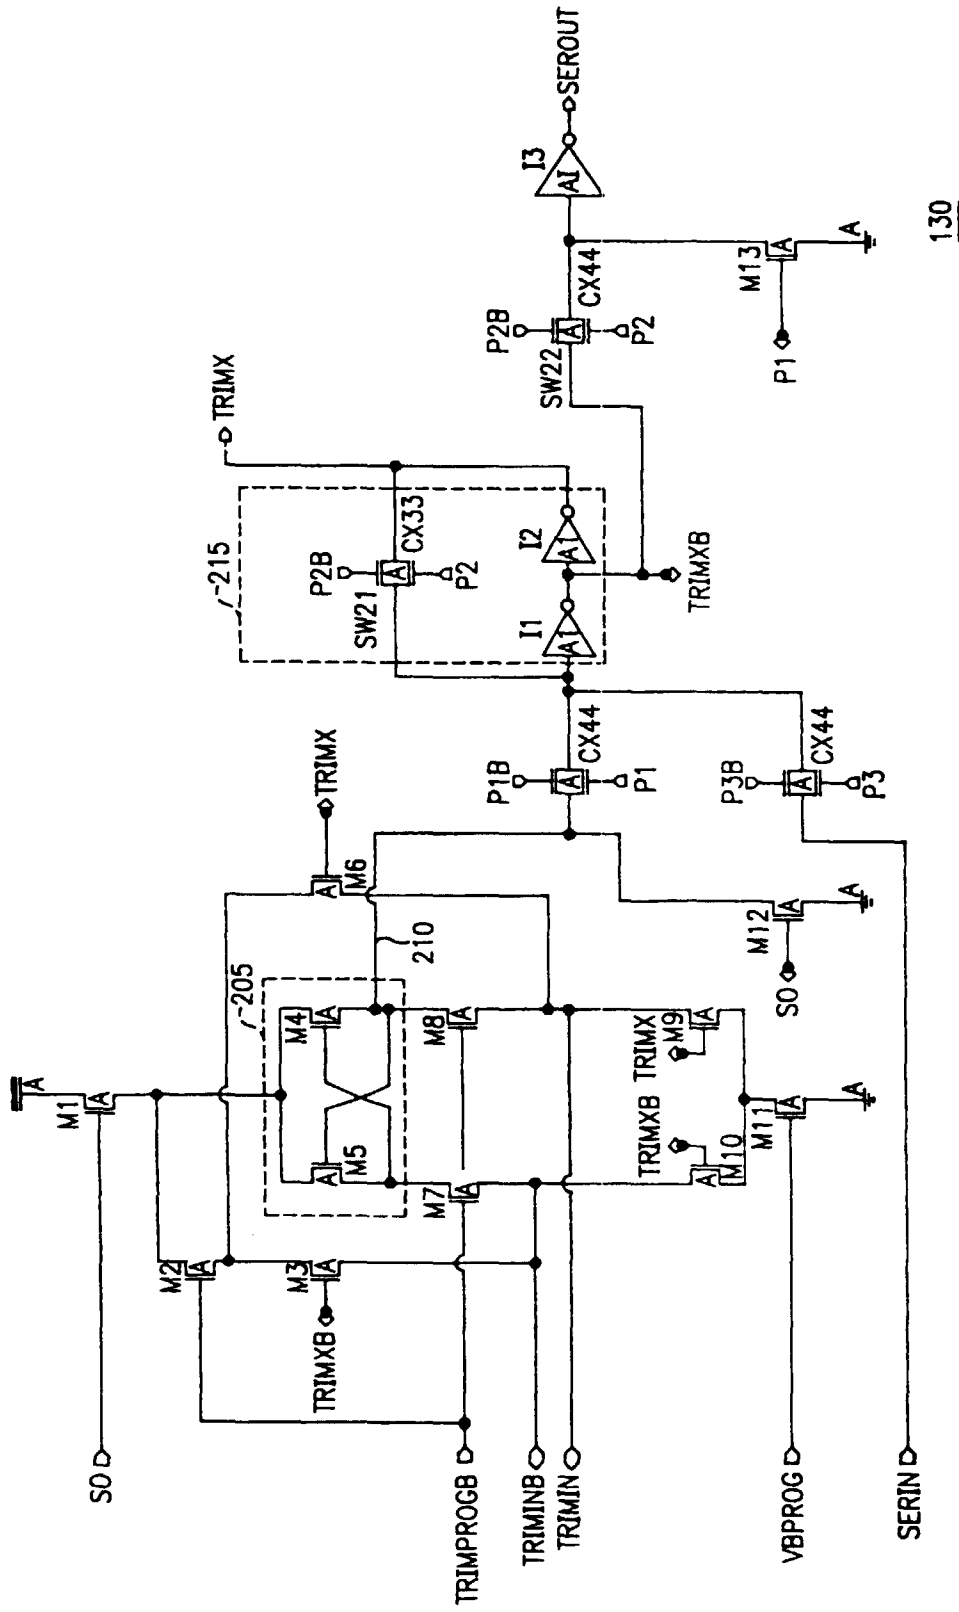 130
SO
TRIMPROGB
TRIMINB
TRIMIN
VBPROG
SERIN
A
M1
A
M2
A
M3
A
TRIMXB
205
M4
A
M5
A
M6
A
TRIMX
210
M7
A
M8
A
TRIMXB
TRIMX
M9
A
M10
A
M11
A
A
SO
M12
A
A
P1B
A
P1
CX44
P3B
A
P3
CX44
215
P2B
SW21
A
P2
CX33
I1
A1
I2
A1
TRIMX
TRIMXB
P2B
SW22
A
P2
CX44
P1
M13
A
A
I3
AI
SEROUT